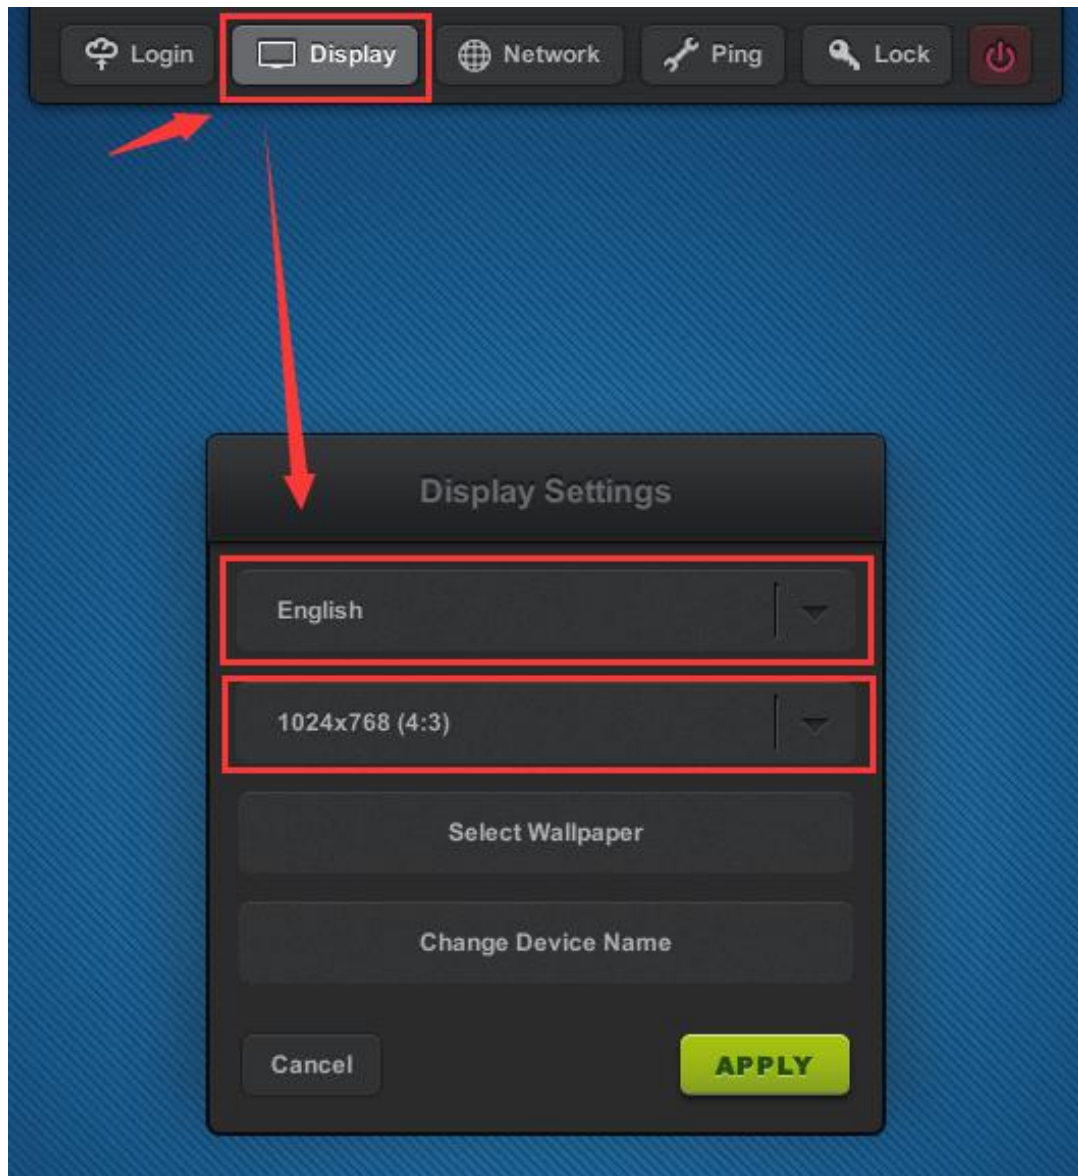 Login Display Network Ping Lock
Display Settings
English
1024x768 (4:3)
Select Wallpaper
Change Device Name
Cancel APPLY